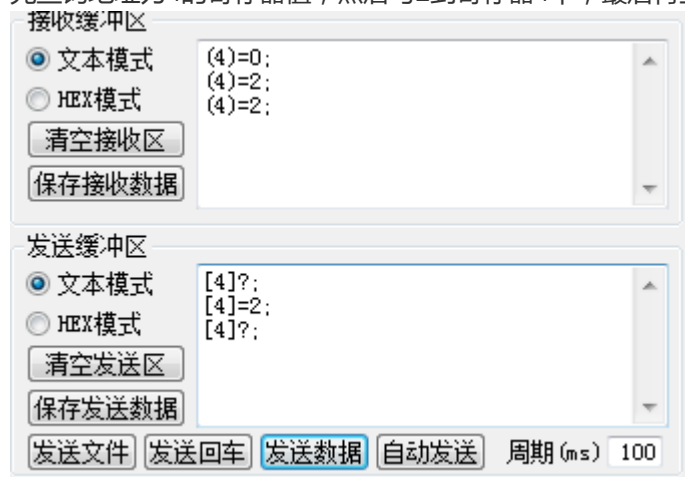 接收缓冲区
文本模式
(4)=0;
(4)=2;
(4)=2;
HEX模式
清空接收区
保存接收数据
发送缓冲区
文本模式
[4]?;
[4]=2;
[4]?;
HEX模式
清空发送区
保存发送数据
发送文件 发送回车 发送数据 自动发送 周期(ms) 100